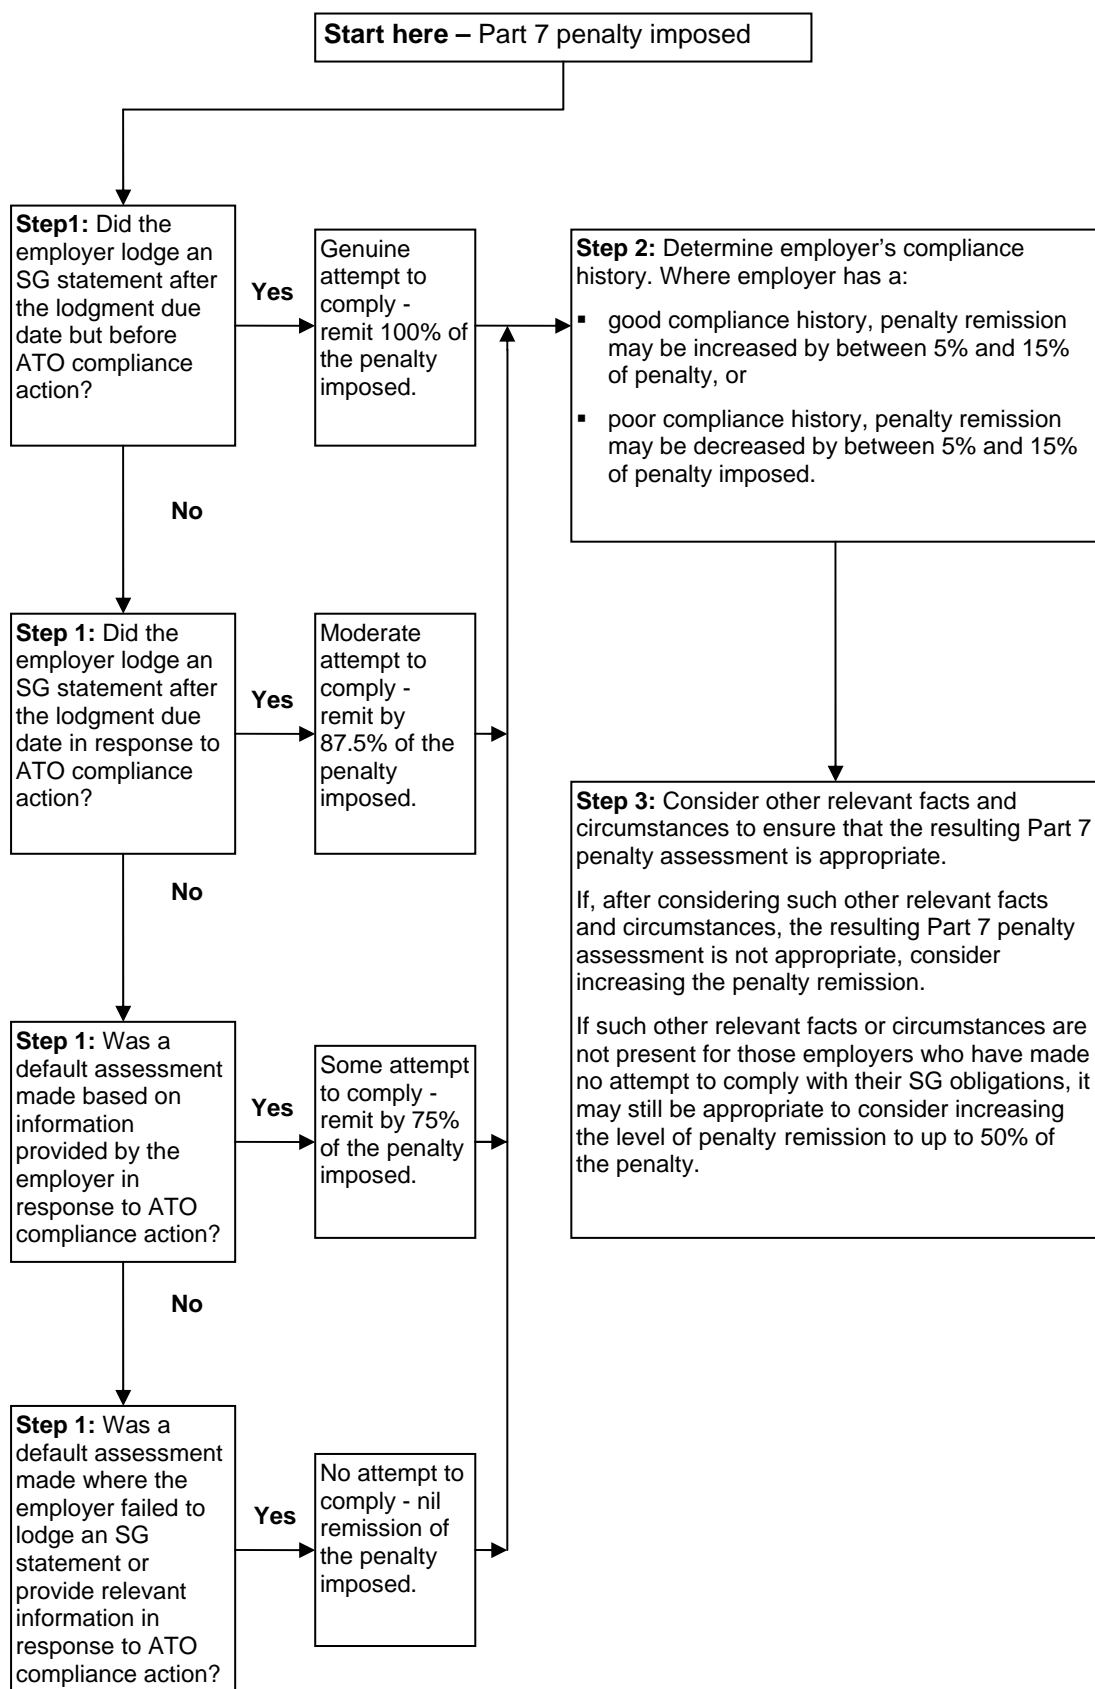 Start here – Part 7 penalty imposed
Step1: Did the
employer lodge an
SG statement after
the lodgment due
date but before
ATO compliance
action?
Yes
Genuine
attempt to
comply -
remit 100% of
the penalty
imposed.
Step 2: Determine employer’s compliance
history. Where employer has a:
▪ good compliance history, penalty remission
may be increased by between 5% and 15%
of penalty, or
▪ poor compliance history, penalty remission
may be decreased by between 5% and 15%
of penalty imposed.
No
Step 1: Did the
employer lodge an
SG statement after
the lodgment due
date in response to
ATO compliance
action?
Yes
Moderate
attempt to
comply -
remit by
87.5% of the
penalty
imposed.
Step 3: Consider other relevant facts and
circumstances to ensure that the resulting Part 7
penalty assessment is appropriate.
If, after considering such other relevant facts
and circumstances, the resulting Part 7 penalty
assessment is not appropriate, consider
increasing the penalty remission.
If such other relevant facts or circumstances are
not present for those employers who have made
no attempt to comply with their SG obligations, it
may still be appropriate to consider increasing
the level of penalty remission to up to 50% of
the penalty.
No
Step 1: Was a
default assessment
made based on
information
provided by the
employer in
response to ATO
compliance action?
Yes
Some attempt
to comply -
remit by 75%
of the penalty
imposed.
No
Step 1: Was a
default assessment
made where the
employer failed to
lodge an SG
statement or
provide relevant
information in
response to ATO
compliance action?
Yes
No attempt to
comply - nil
remission of
the penalty
imposed.